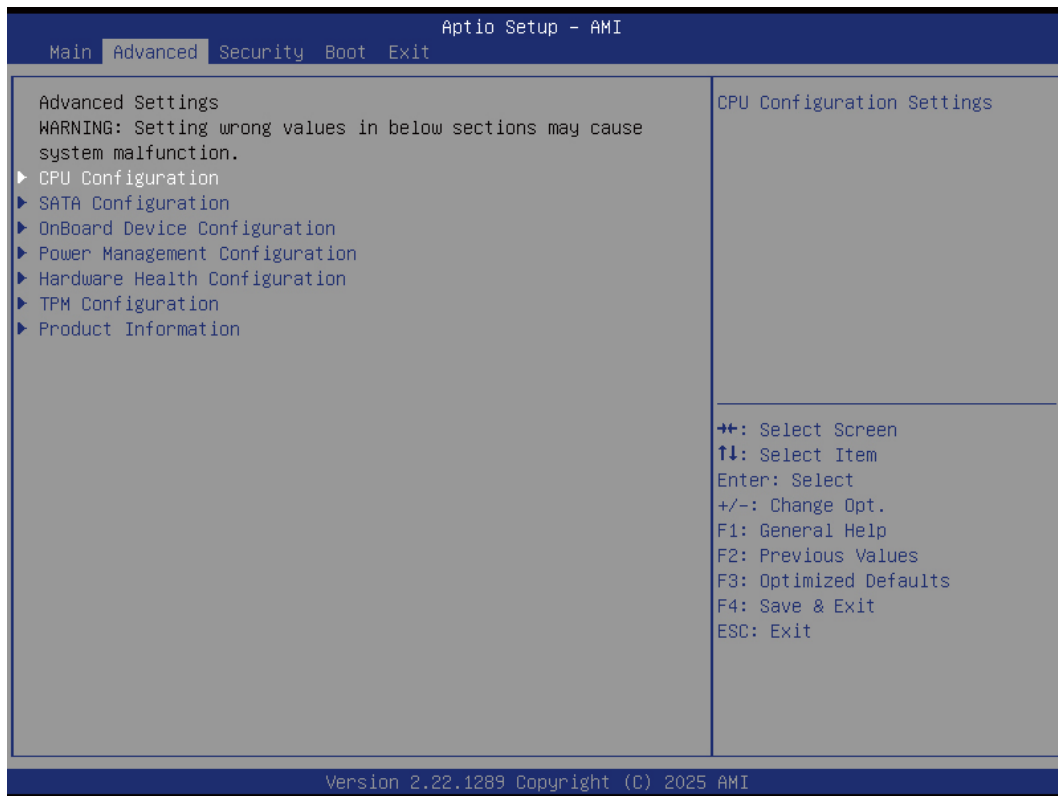 Aptio Setup – AMI
Main Advanced Security Boot Exit
Advanced Settings
WARNING: Setting wrong values in below sections may cause
system malfunction.
▶ CPU Configuration
▶ SATA Configuration
▶ OnBoard Device Configuration
▶ Power Management Configuration
▶ Hardware Health Configuration
▶ TPM Configuration
▶ Product Information
CPU Configuration Settings
→←: Select Screen
↑↓: Select Item
Enter: Select
+/-: Change Opt.
F1: General Help
F2: Previous Values
F3: Optimized Defaults
F4: Save & Exit
ESC: Exit
Version 2.22.1289 Copyright (C) 2025 AMI